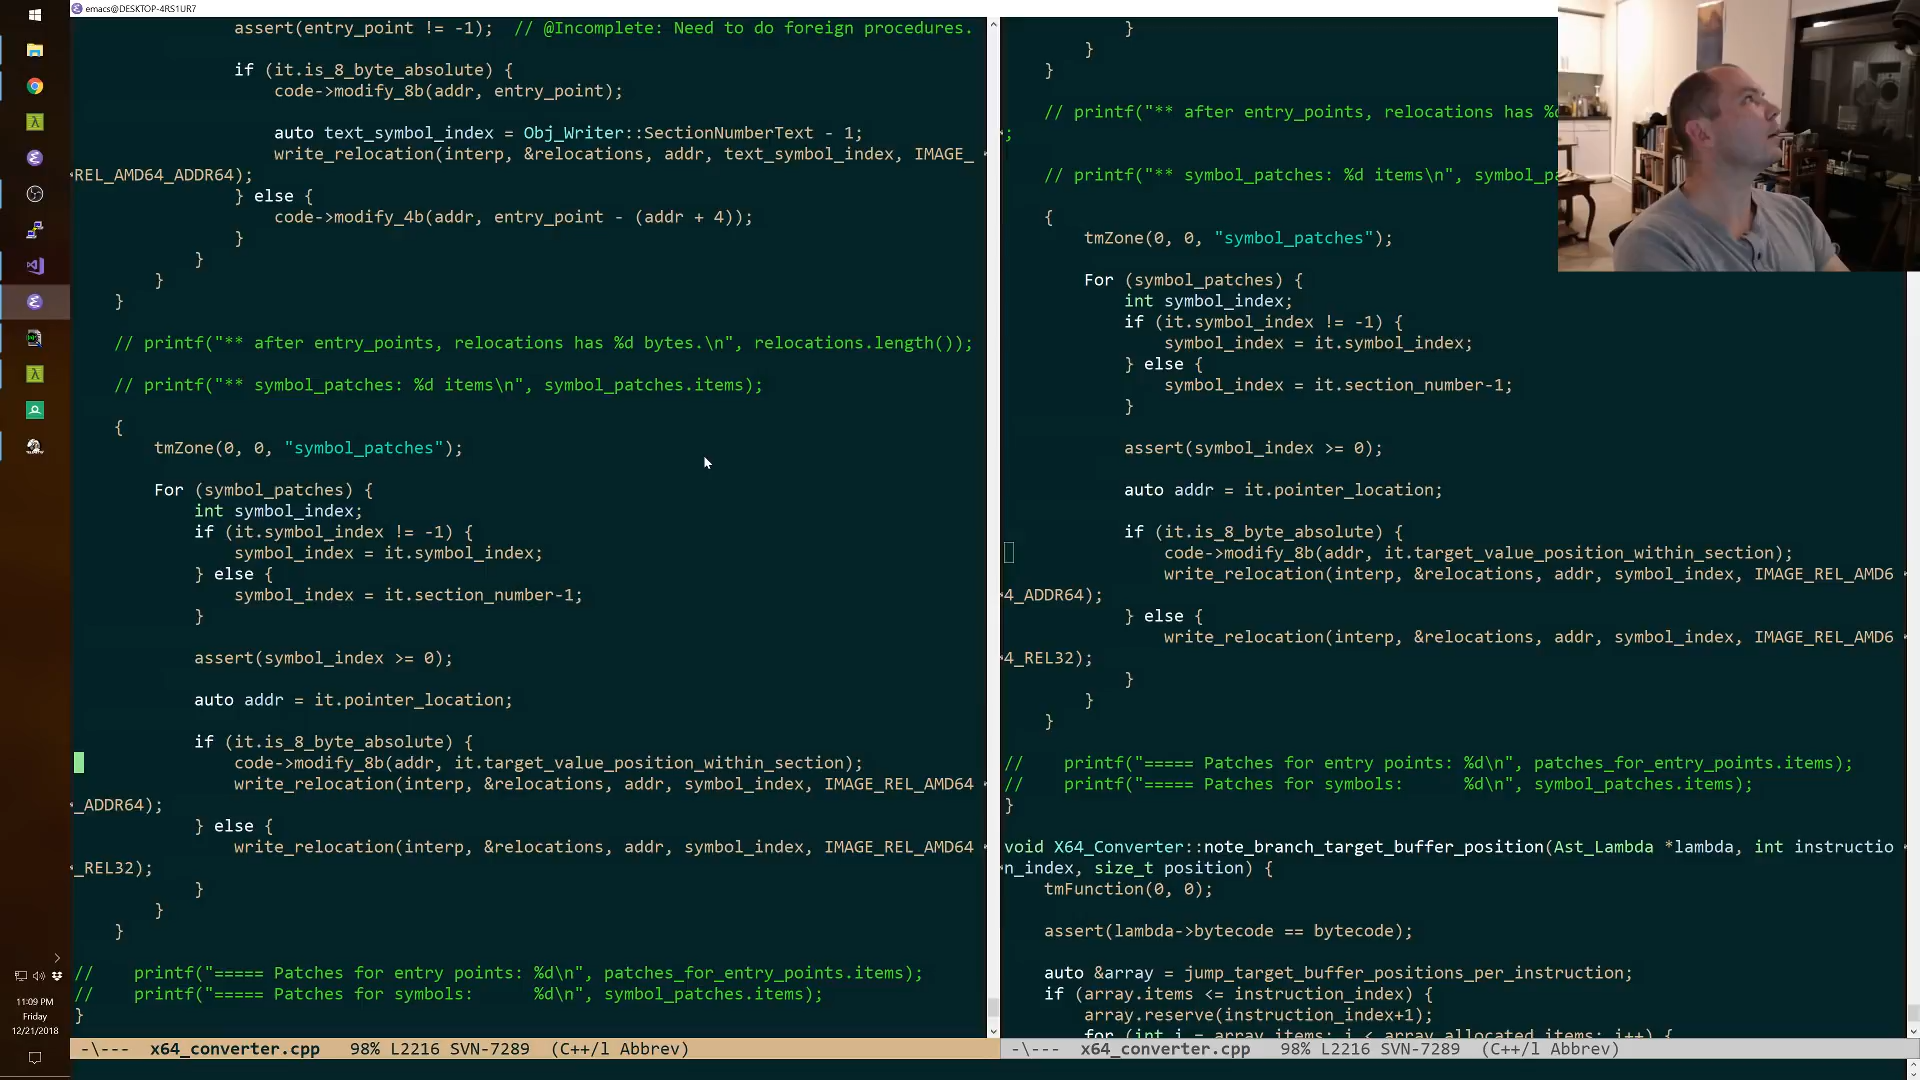 emacs@DESKTOP-4RS1UR7
assert(entry_point != -1);  // @Incomplete: Need to do foreign procedures.
if (it.is_8_byte_absolute) {
code->modify_8b(addr, entry_point);
auto text_symbol_index = Obj_Writer::SectionNumberText - 1;
write_relocation(interp, &relocations, addr, text_symbol_index, IMAGE_
REL_AMD64_ADDR64);
} else {
code->modify_4b(addr, entry_point - (addr + 4));
}
}
}
}
// printf("** after entry_points, relocations has %d bytes.\n", relocations.length());
// printf("** symbol_patches: %d items\n", symbol_patches.items);
{
tmZone(0, 0, "symbol_patches");
For (symbol_patches) {
int symbol_index;
if (it.symbol_index != -1) {
symbol_index = it.symbol_index;
} else {
symbol_index = it.section_number-1;
}
assert(symbol_index >= 0);
auto addr = it.pointer_location;
if (it.is_8_byte_absolute) {
code->modify_8b(addr, it.target_value_position_within_section);
write_relocation(interp, &relocations, addr, symbol_index, IMAGE_REL_AMD64
_ADDR64);
} else {
write_relocation(interp, &relocations, addr, symbol_index, IMAGE_REL_AMD64
_REL32);
}
}
}
//    printf("===== Patches for entry points: %d\n", patches_for_entry_points.items);
//    printf("===== Patches for symbols:      %d\n", symbol_patches.items);
}
-\---  x64_converter.cpp   98% L2216 SVN-7289  (C++/l Abbrev)
}
}
}
// printf("** after entry_points, relocations has %
;
// printf("** symbol_patches: %d items\n", symbol_pa
{
tmZone(0, 0, "symbol_patches");
For (symbol_patches) {
int symbol_index;
if (it.symbol_index != -1) {
symbol_index = it.symbol_index;
} else {
symbol_index = it.section_number-1;
}
assert(symbol_index >= 0);
auto addr = it.pointer_location;
if (it.is_8_byte_absolute) {
code->modify_8b(addr, it.target_value_position_within_section);
write_relocation(interp, &relocations, addr, symbol_index, IMAGE_REL_AMD6
4_ADDR64);
} else {
write_relocation(interp, &relocations, addr, symbol_index, IMAGE_REL_AMD6
4_REL32);
}
}
}
//    printf("===== Patches for entry points: %d\n", patches_for_entry_points.items);
//    printf("===== Patches for symbols:      %d\n", symbol_patches.items);
}
void X64_Converter::note_branch_target_buffer_position(Ast_Lambda *lambda, int instructio
n_index, size_t position) {
tmFunction(0, 0);
assert(lambda->bytecode == bytecode);
auto &array = jump_target_buffer_positions_per_instruction;
if (array.items <= instruction_index) {
array.reserve(instruction_index+1);
for (int i = array.items; i < array.allocated_items; i++) {
-\---  x64_converter.cpp   98% L2216 SVN-7289  (C++/l Abbrev)
11:09 PM
Friday
12/21/2018